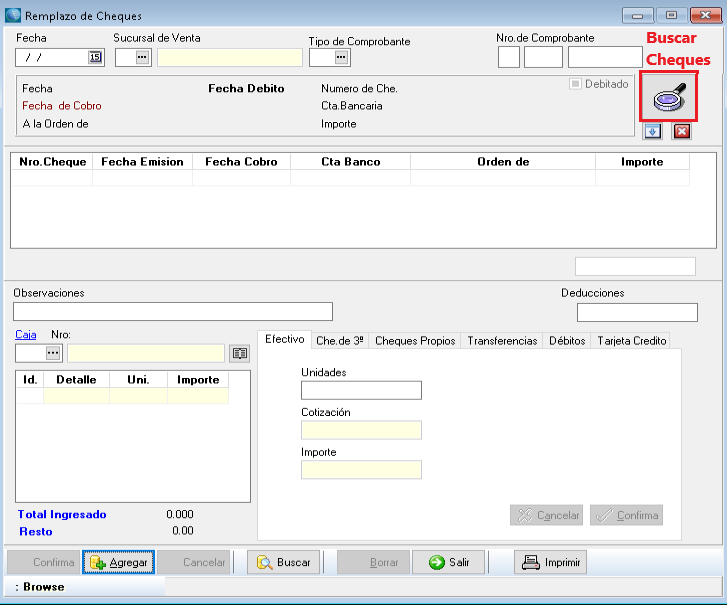 Remplazo de Cheques
Fecha Sucursal de Venta Tipo de Comprobante Nro.de Comprobante Buscar Cheques
/ / 15
Fecha Fecha Debito Numero de Che. Debitado
Fecha de Cobro Cta.Bancaria
A la Orden de Importe
Nro.Cheque Fecha Emision Fecha Cobro Cta Banco Orden de Importe
Observaciones Deducciones
Caja Nro:
Efectivo Che.de 3ª Cheques Propios Transferencias Débitos Tarjeta Credito
Id. Detalle Uni. Importe
Unidades
Cotización
Importe
Total Ingresado 0.000
Resto 0.00
Cancelar Confirma
Confirma Agregar Cancelar Buscar Borrar Salir Imprimir
: Browse